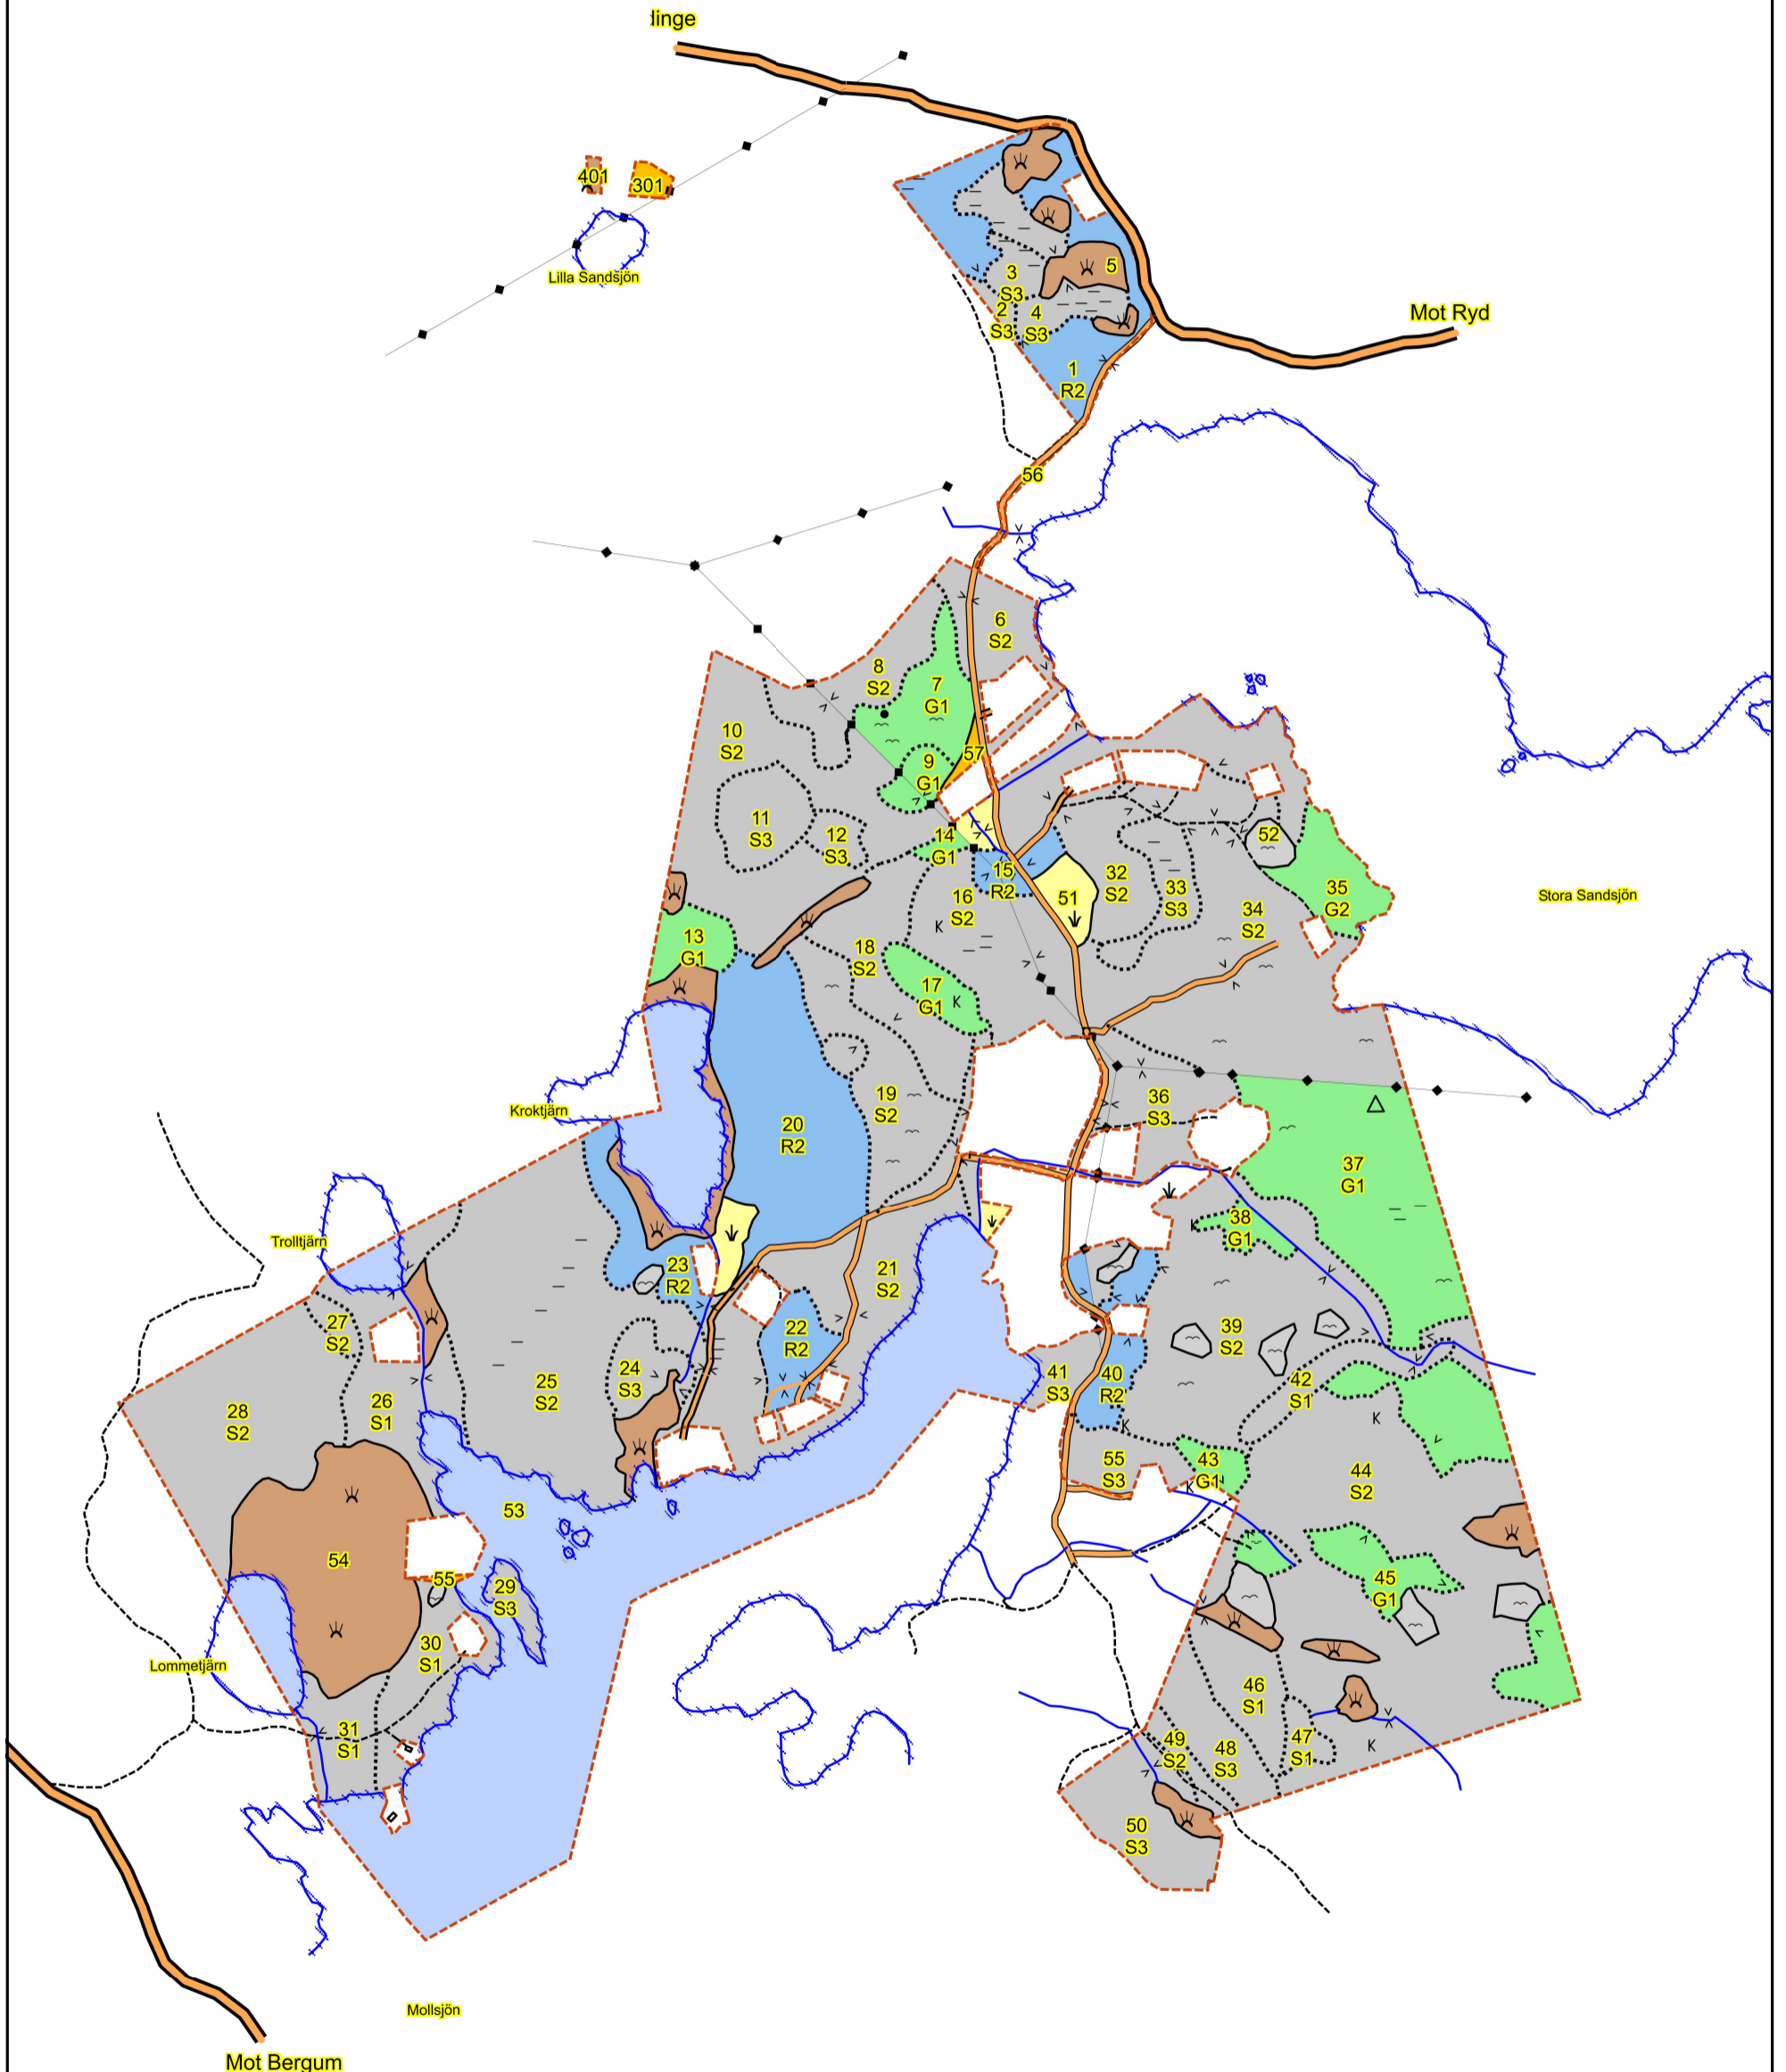 401
301
Lilla Sandsjön
3
S3
5
2
S3
4
S3
Mot Ryd
1
R2
56
6
S2
8
S2
7
G1
10
S2
57
9
G1
11
S3
12
S3
14
G1
15
R2
52
32
S2
33
S3
51
16
S2
35
G2
Stora Sandsjön
34
S2
13
G1
18
S2
17
G1
Kroktjärn
19
S2
36
S3
20
R2
37
G1
38
G1
Trolltjärn
23
R2
21
S2
27
S2
22
R2
39
S2
24
S3
25
S2
41
S3
40
R2
42
S1
28
S2
26
S1
55
S3
43
G1
44
S2
53
54
55
29
S3
45
G1
30
S1
Lommetjärn
46
S1
31
S1
49
S2
48
S3
47
S1
50
S3
Mollsjön
Mot Bergum
K
K
K
K
K
K
K